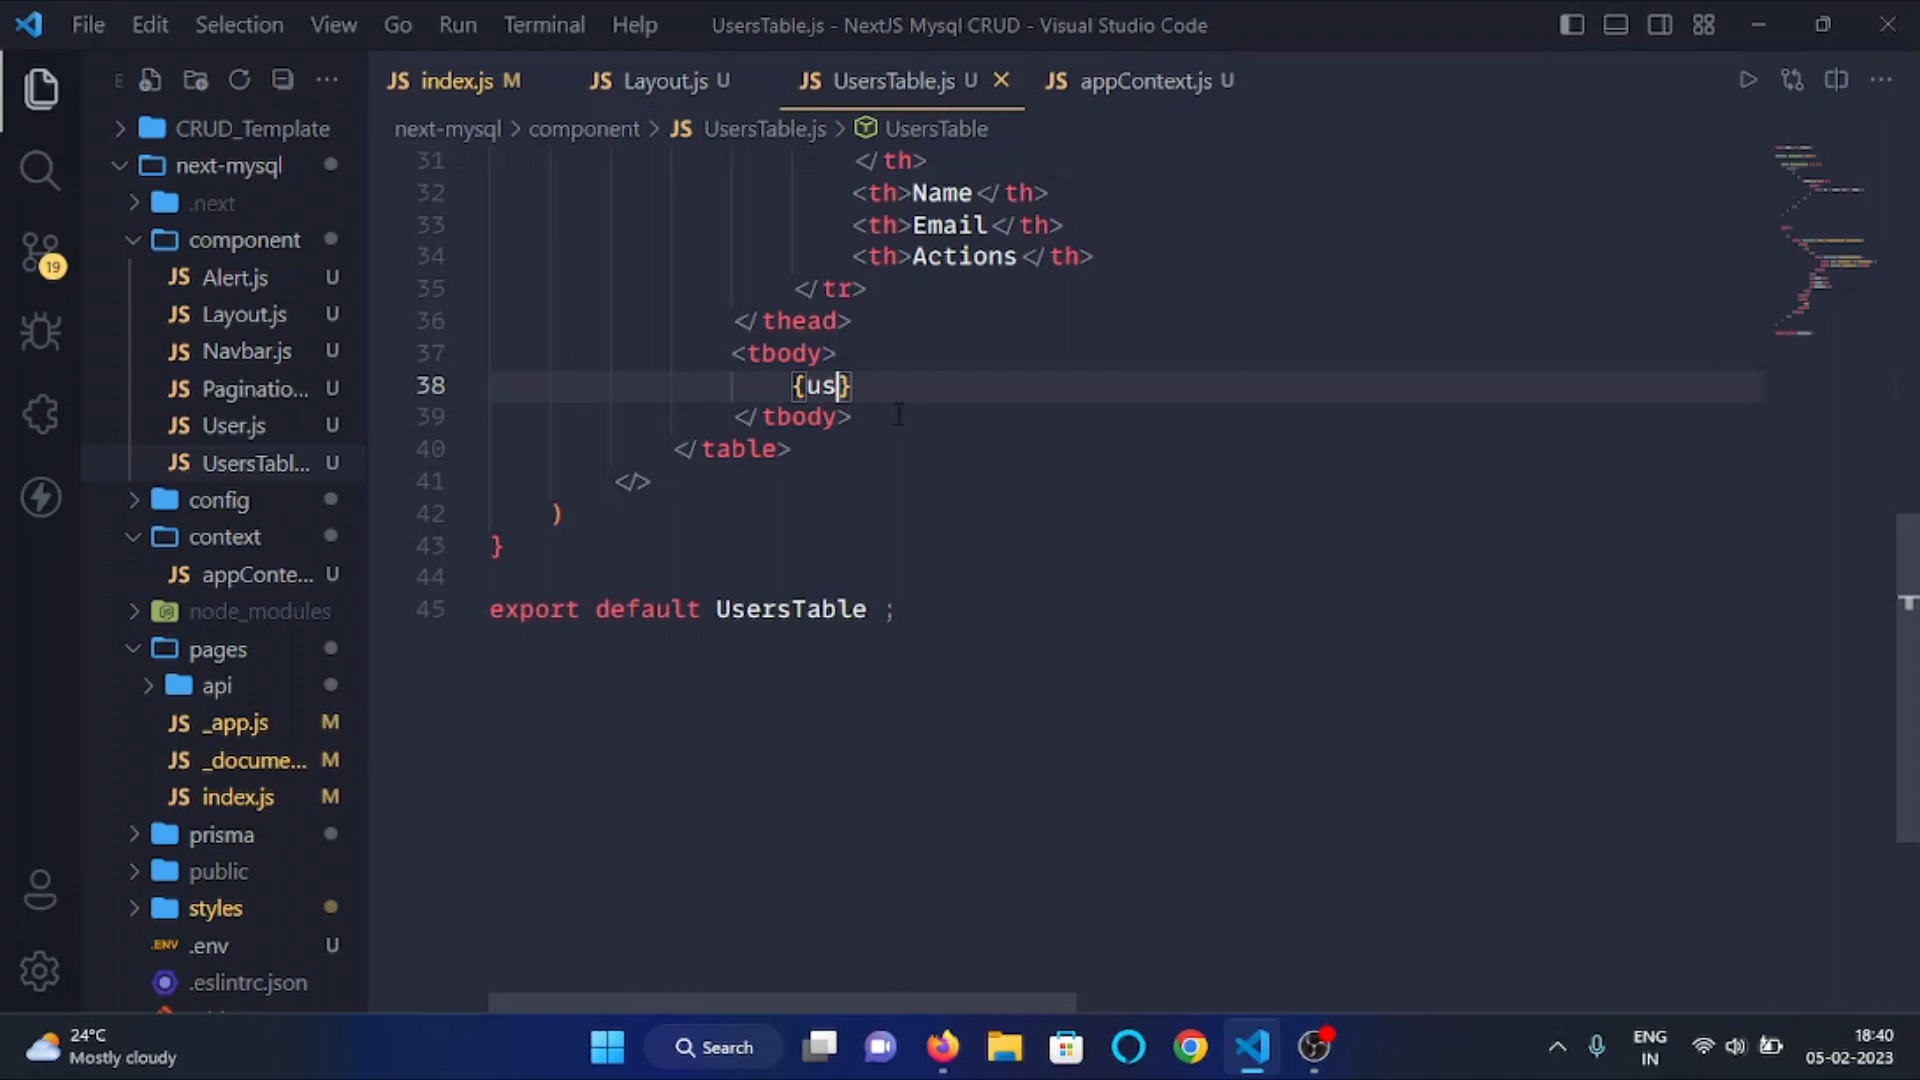 File Edit Selection View Go Run Terminal Help UsersTable.js - NextJS Mysql CRUD - Visual Studio Code
E
JS index.js M JS Layout.js U JS UsersTable.js U JS appContext.js U
next-mysql > component > JS UsersTable.js > UsersTable
CRUD_Template
next-mysql
.next
component
JS Alert.js U
JS Layout.js U
JS Navbar.js U
JS Paginatio... U
JS User.js U
JS UsersTabl... U
config
context
JS appConte... U
node_modules
pages
api
JS _app.js M
JS _docume... M
JS index.js M
prisma
public
styles
.ENV .env U
.eslintrc.json
19
31 </th>
32 <th>Name</th>
33 <th>Email</th>
34 <th>Actions</th>
35 </tr>
36 </thead>
37 <tbody>
38 {us}
39 </tbody>
40 </table>
41 </>
42 )
43 }
44
45 export default UsersTable ;
24°C
Mostly cloudy
Search
ENG
IN
18:40
05-02-2023